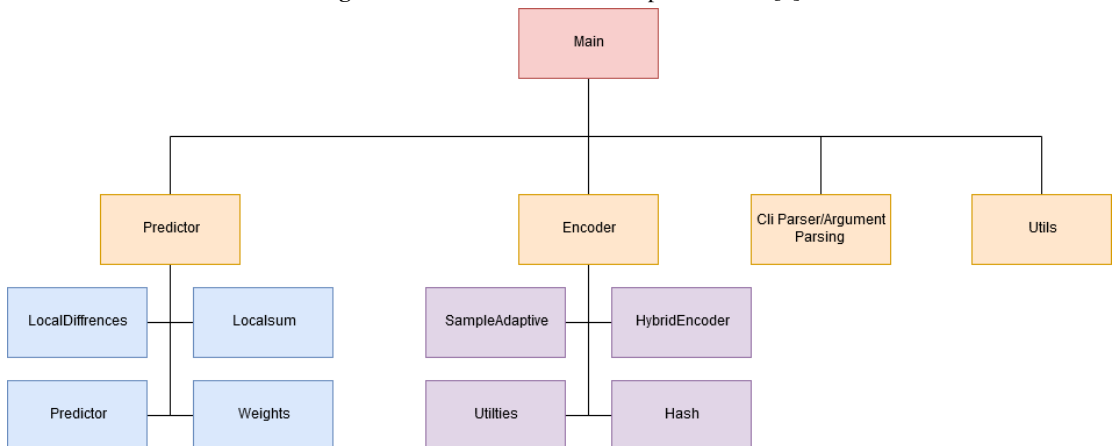 Main
Predictor
Encoder
Cli Parser/Argument
Parsing
Utils
LocalDiffrences
Localsum
SampleAdaptive
HybridEncoder
Predictor
Weights
Utilties
Hash